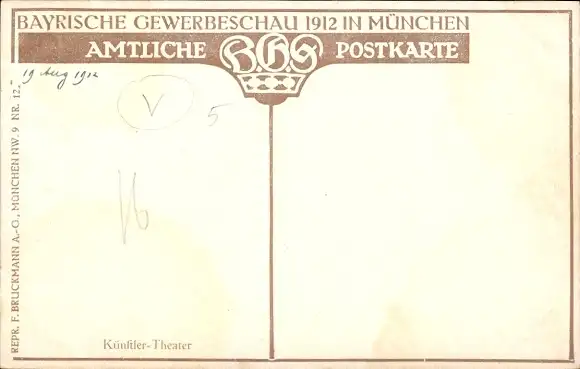 BAYRISCHE GEWERBESCHAU 1912 IN MÜNCHEN
AMTLICHE B.G.S POSTKARTE
19 Aug 1912
V
5
16
REPR. F. BRUCKMANN A.-G., MÜNCHEN NW. 9 NR. 12.
Künſtler-Theater